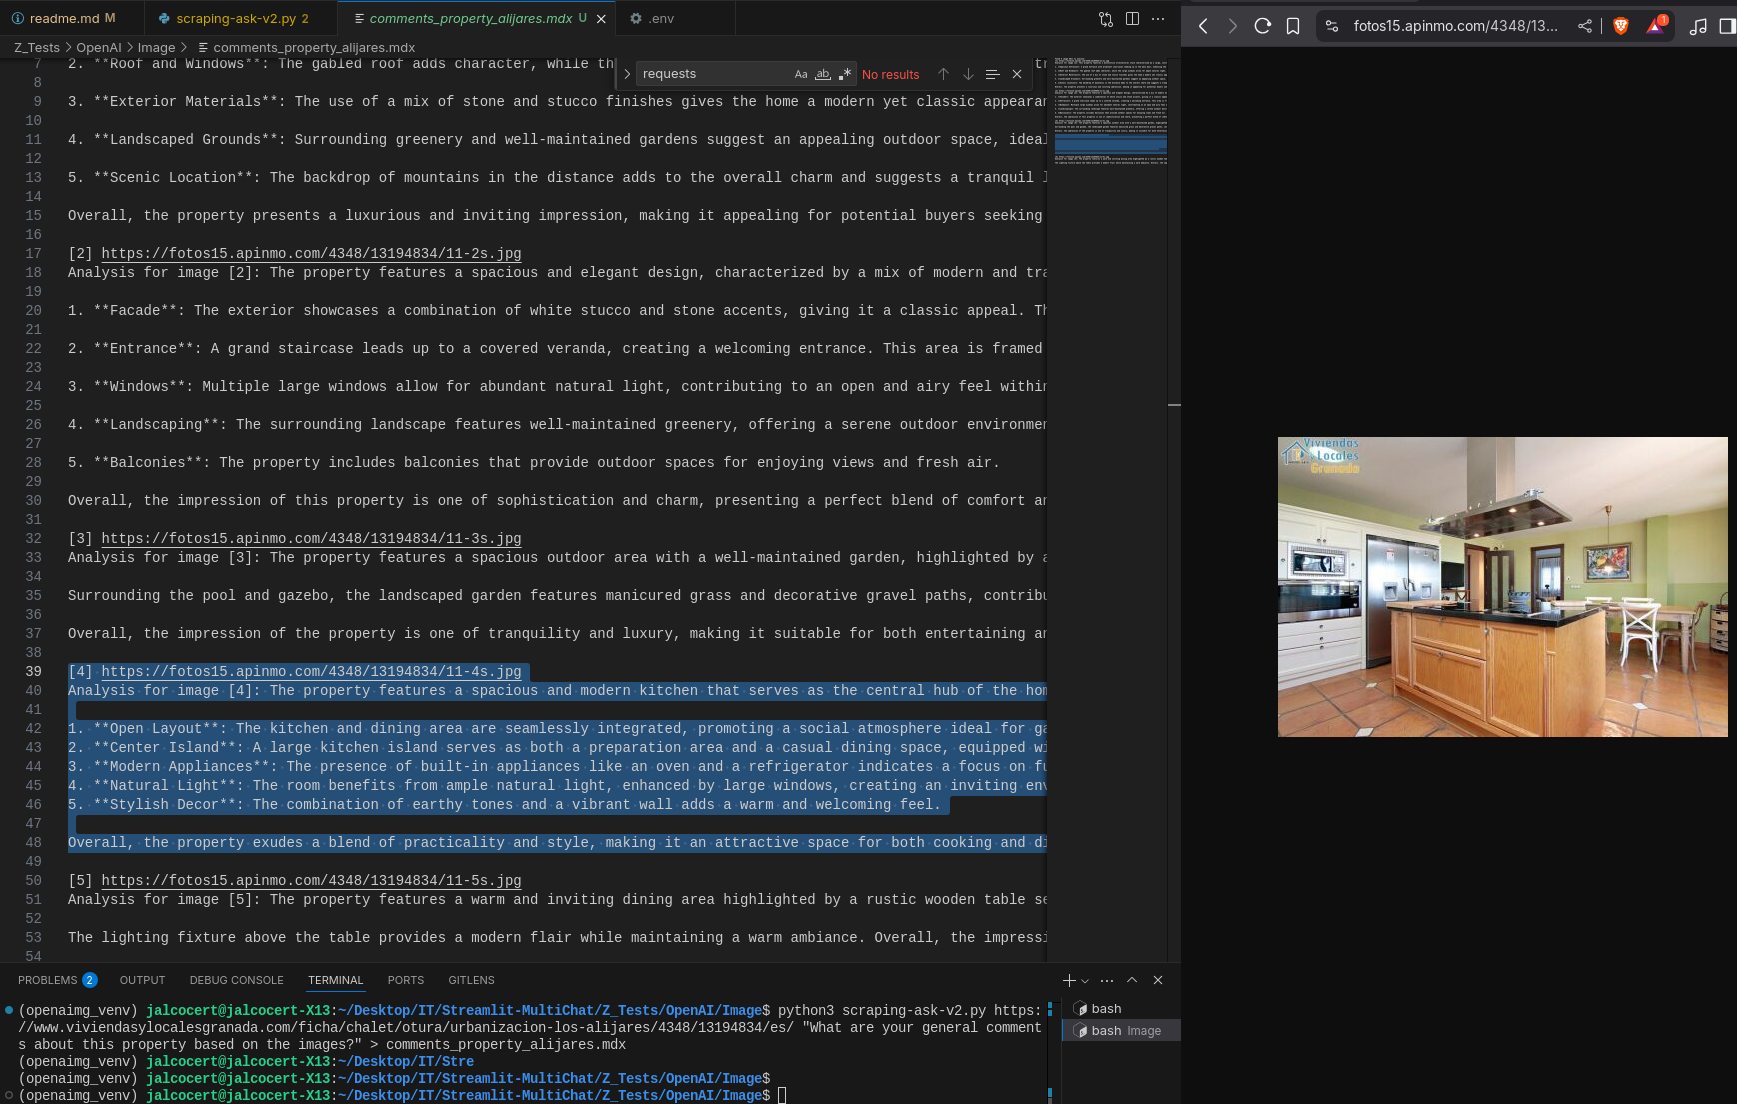 readme.md M
scraping-ask-v2.py 2
comments_property_alijares.mdx U
.env
fotos15.apinmo.com/4348/13...
1
Z_Tests > OpenAI > Image > comments_property_alijares.mdx
requests
Aa
ab
No results
7 2. **Roof and Windows**: The gabled roof adds character, while th
8
9 3. **Exterior Materials**: The use of a mix of stone and stucco finishes gives the home a modern yet classic appearan
10
11 4. **Landscaped Grounds**: Surrounding greenery and well-maintained gardens suggest an appealing outdoor space, ideal
12
13 5. **Scenic Location**: The backdrop of mountains in the distance adds to the overall charm and suggests a tranquil l
14
15 Overall, the property presents a luxurious and inviting impression, making it appealing for potential buyers seeking
16
17 [2] https://fotos15.apinmo.com/4348/13194834/11-2s.jpg
18 Analysis for image [2]: The property features a spacious and elegant design, characterized by a mix of modern and tra
19
20 1. **Facade**: The exterior showcases a combination of white stucco and stone accents, giving it a classic appeal. Th
21
22 2. **Entrance**: A grand staircase leads up to a covered veranda, creating a welcoming entrance. This area is framed
23
24 3. **Windows**: Multiple large windows allow for abundant natural light, contributing to an open and airy feel within
25
26 4. **Landscaping**: The surrounding landscape features well-maintained greenery, offering a serene outdoor environmen
27
28 5. **Balconies**: The property includes balconies that provide outdoor spaces for enjoying views and fresh air.
29
30 Overall, the impression of this property is one of sophistication and charm, presenting a perfect blend of comfort an
31
32 [3] https://fotos15.apinmo.com/4348/13194834/11-3s.jpg
33 Analysis for image [3]: The property features a spacious outdoor area with a well-maintained garden, highlighted by a
34
35 Surrounding the pool and gazebo, the landscaped garden features manicured grass and decorative gravel paths, contribu
36
37 Overall, the impression of the property is one of tranquility and luxury, making it suitable for both entertaining an
38
39 [4] https://fotos15.apinmo.com/4348/13194834/11-4s.jpg
40 Analysis for image [4]: The property features a spacious and modern kitchen that serves as the central hub of the hom
41
42 1. **Open Layout**: The kitchen and dining area are seamlessly integrated, promoting a social atmosphere ideal for ga
43 2. **Center Island**: A large kitchen island serves as both a preparation area and a casual dining space, equipped wi
44 3. **Modern Appliances**: The presence of built-in appliances like an oven and a refrigerator indicates a focus on fu
45 4. **Natural Light**: The room benefits from ample natural light, enhanced by large windows, creating an inviting env
46 5. **Stylish Decor**: The combination of earthy tones and a vibrant wall adds a warm and welcoming feel.
47
48 Overall, the property exudes a blend of practicality and style, making it an attractive space for both cooking and di
49
50 [5] https://fotos15.apinmo.com/4348/13194834/11-5s.jpg
51 Analysis for image [5]: The property features a warm and inviting dining area highlighted by a rustic wooden table se
52
53 The lighting fixture above the table provides a modern flair while maintaining a warm ambiance. Overall, the impressi
54
Viviendas
Locales
Granada
PROBLEMS 2
OUTPUT
DEBUG CONSOLE
TERMINAL
PORTS
GITLENS
(openaimg_venv) jalcocert@jalcocert-X13:~/Desktop/IT/Streamlit-MultiChat/Z_Tests/OpenAI/Image$ python3 scraping-ask-v2.py https:
//www.viviendasylocalesgranada.com/ficha/chalet/otura/urbanizacion-los-alijares/4348/13194834/es/ "What are your general comment
s about this property based on the images?" > comments_property_alijares.mdx
(openaimg_venv) jalcocert@jalcocert-X13:~/Desktop/IT/Stre
(openaimg_venv) jalcocert@jalcocert-X13:~/Desktop/IT/Streamlit-MultiChat/Z_Tests/OpenAI/Image$
(openaimg_venv) jalcocert@jalcocert-X13:~/Desktop/IT/Streamlit-MultiChat/Z_Tests/OpenAI/Image$
bash
bash Image